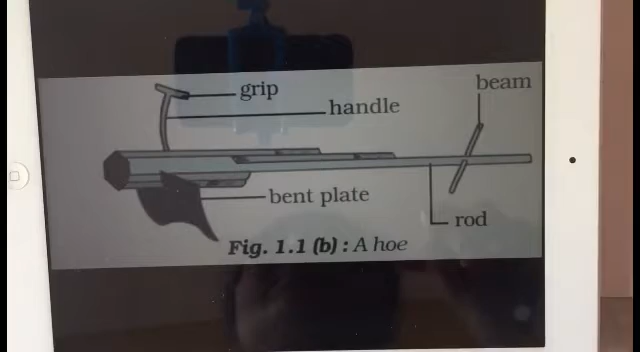 beam
grip
handle
bent plate
rod
Fig. 1.1 (b) : A hoe